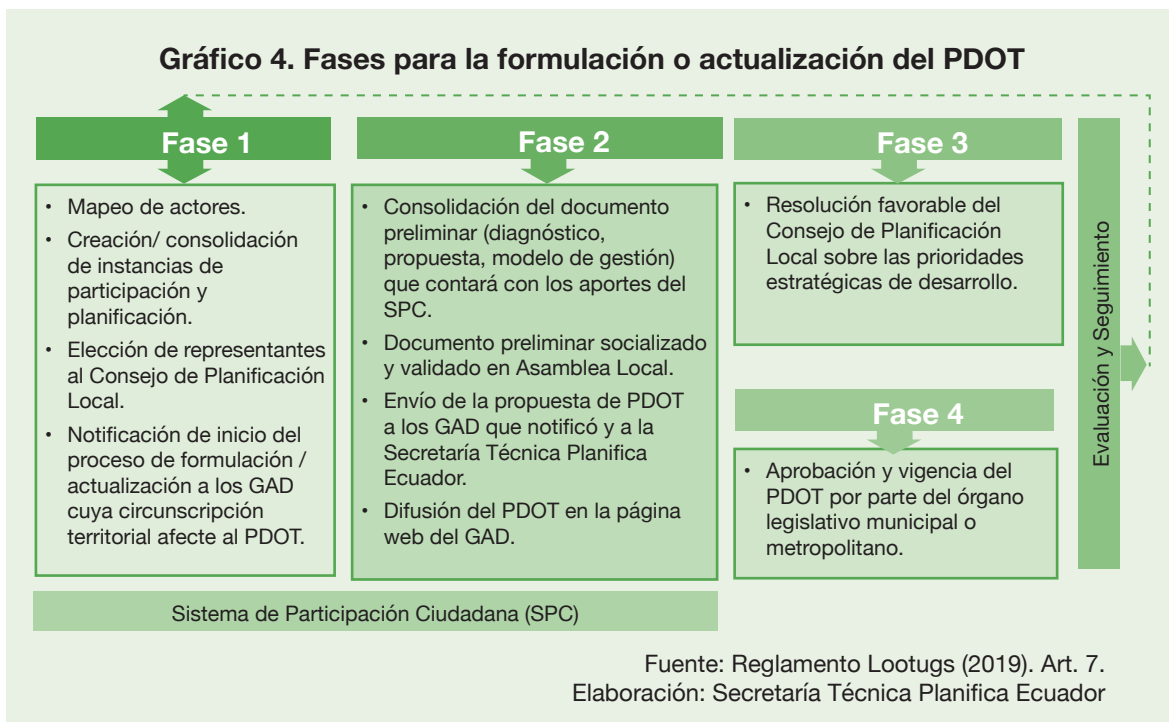 Gráfico 4. Fases para la formulación o actualización del PDOT
Fase 1
• Mapeo de actores.
• Creación/ consolidación
de instancias de
participación y
planificación.
• Elección de representantes
al Consejo de Planificación
Local.
• Notificación de inicio del
proceso de formulación /
actualización a los GAD
cuya circunscripción
territorial afecte al PDOT.
Fase 2
• Consolidación del documento
preliminar (diagnóstico,
propuesta, modelo de gestión)
que contará con los aportes del
SPC.
• Documento preliminar socializado
y validado en Asamblea Local.
• Envío de la propuesta de PDOT
a los GAD que notificó y a la
Secretaría Técnica Planifica
Ecuador.
• Difusión del PDOT en la página
web del GAD.
Sistema de Participación Ciudadana (SPC)
Fase 3
• Resolución favorable del
Consejo de Planificación
Local sobre las prioridades
estratégicas de desarrollo.
Fase 4
• Aprobación y vigencia del
PDOT por parte del órgano
legislativo municipal o
metropolitano.
Evaluación y Seguimiento
Fuente: Reglamento Lootugs (2019). Art. 7.
Elaboración: Secretaría Técnica Planifica Ecuador